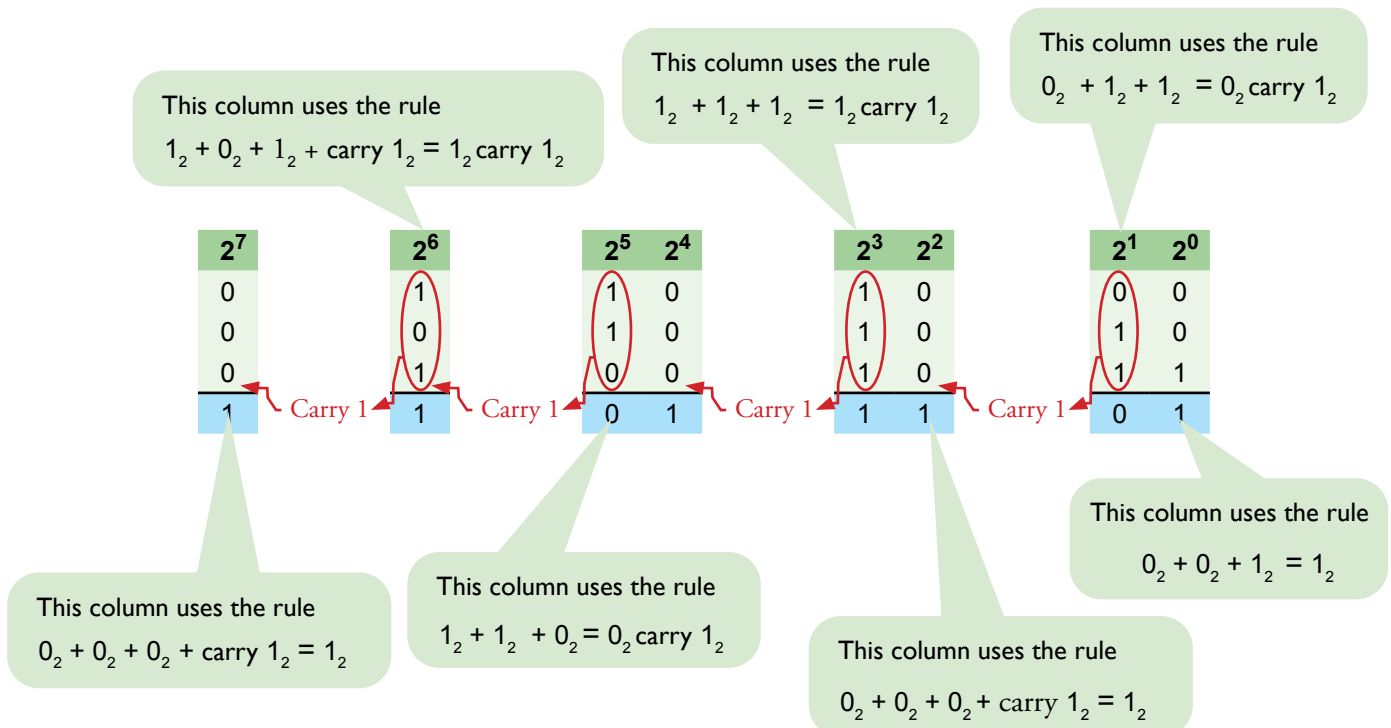 This column uses the rule
1₂ + 0₂ + 1₂ + carry 1₂ = 1₂ carry 1₂
This column uses the rule
1₂ + 1₂ + 1₂ = 1₂ carry 1₂
This column uses the rule
0₂ + 1₂ + 1₂ = 0₂ carry 1₂
2⁷ 2⁶ 2⁵ 2⁴ 2³ 2² 2¹ 2⁰
0 1 1 0 1 0 0 0
0 0 1 0 1 0 1 0
0 1 0 0 1 0 1 1
1 Carry 1 1 Carry 1 0 1 Carry 1 1 1 Carry 1 0 1
This column uses the rule
0₂ + 0₂ + 1₂ = 1₂
This column uses the rule
0₂ + 0₂ + 0₂ + carry 1₂ = 1₂
This column uses the rule
1₂ + 1₂ + 0₂ = 0₂ carry 1₂
This column uses the rule
0₂ + 0₂ + 0₂ + carry 1₂ = 1₂